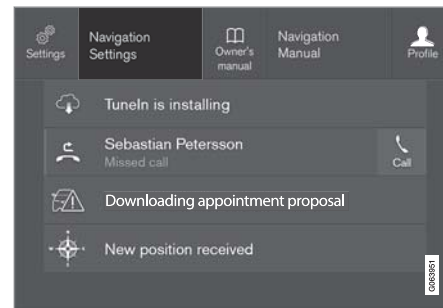 Settings
Navigation
Settings
Owner's
manual
Navigation
Manual
Profile
TuneIn is installing
Sebastian Petersson
Missed call
Call
Downloading appointment proposal
New position received
G063951